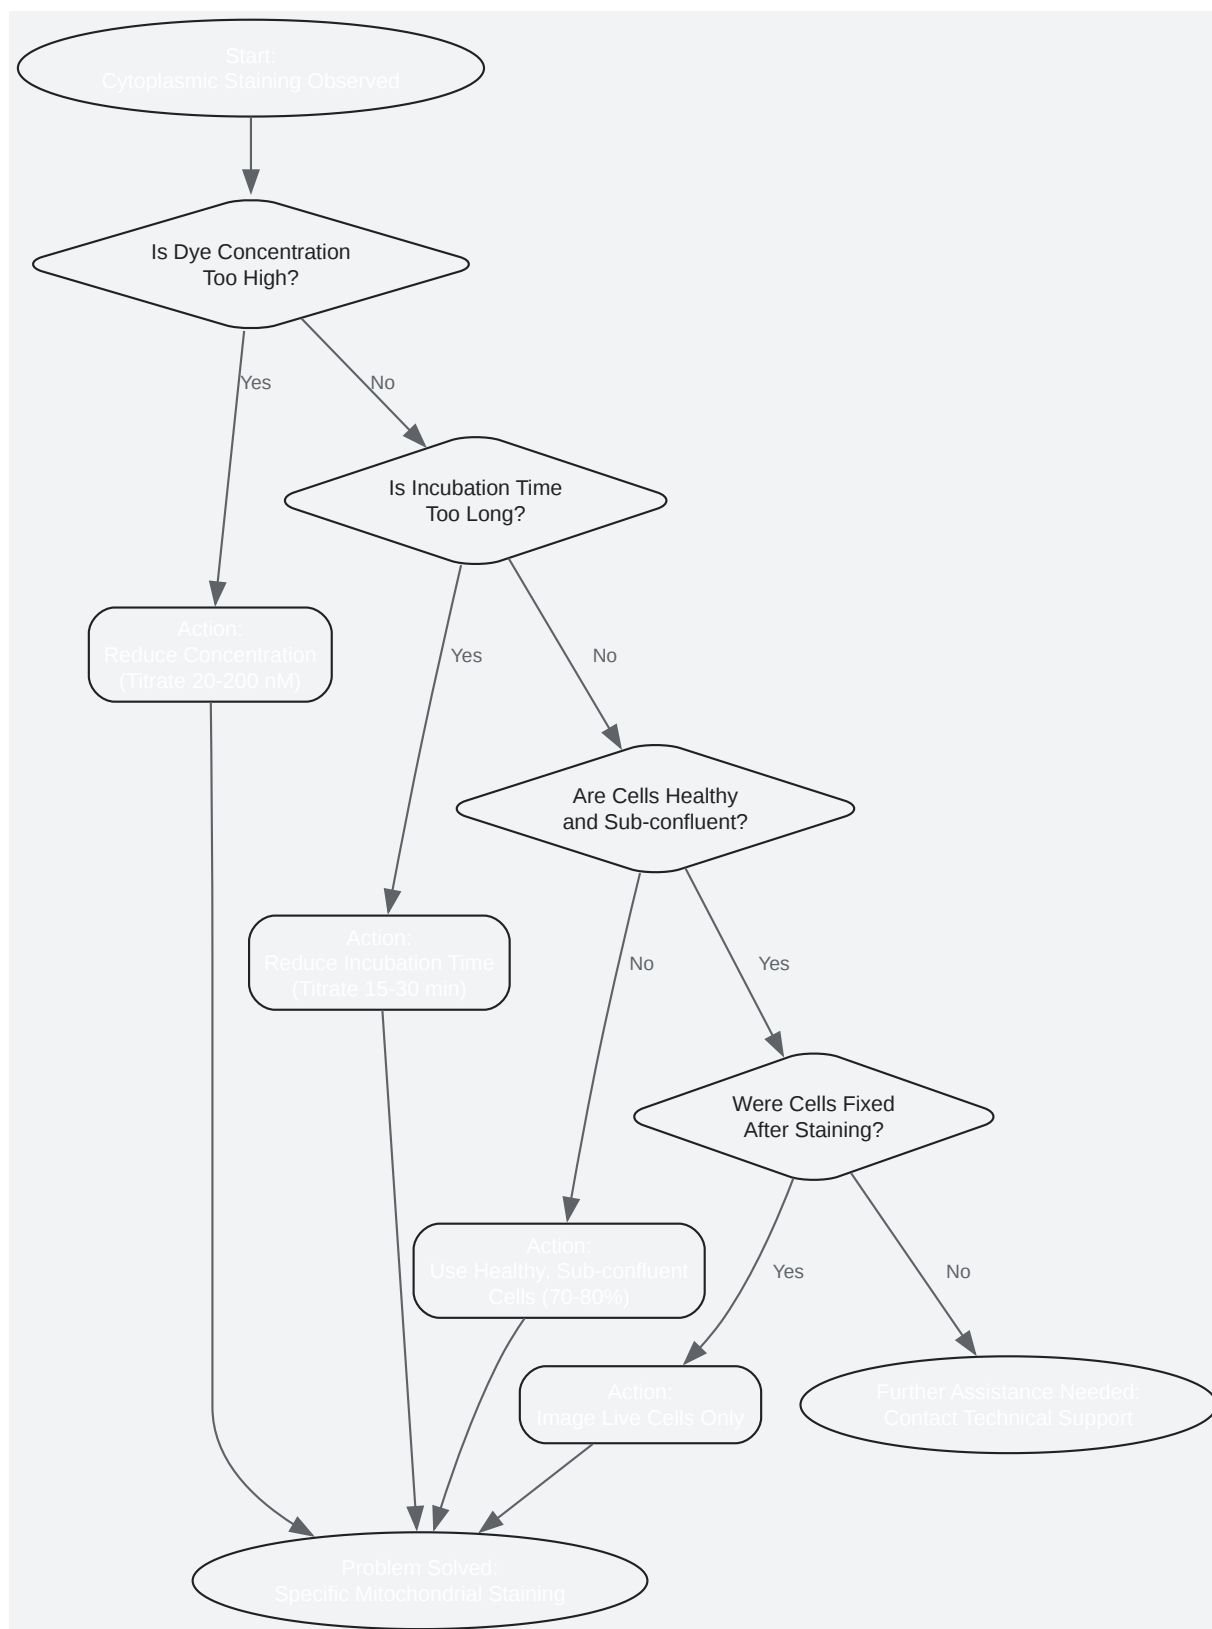 Start:
Cytoplasmic Staining Observed
Is Dye Concentration
Too High?
Yes
No
Is Incubation Time
Too Long?
Action:
Reduce Concentration
(Titrate 20-200 nM)
Yes
No
Are Cells Healthy
and Sub-confluent?
Action:
Reduce Incubation Time
(Titrate 15-30 min)
No
Yes
Were Cells Fixed
After Staining?
Action:
Use Healthy, Sub-confluent
Cells (70-80%)
Yes
No
Action:
Image Live Cells Only
Further Assistance Needed:
Contact Technical Support
Problem Solved:
Specific Mitochondrial Staining